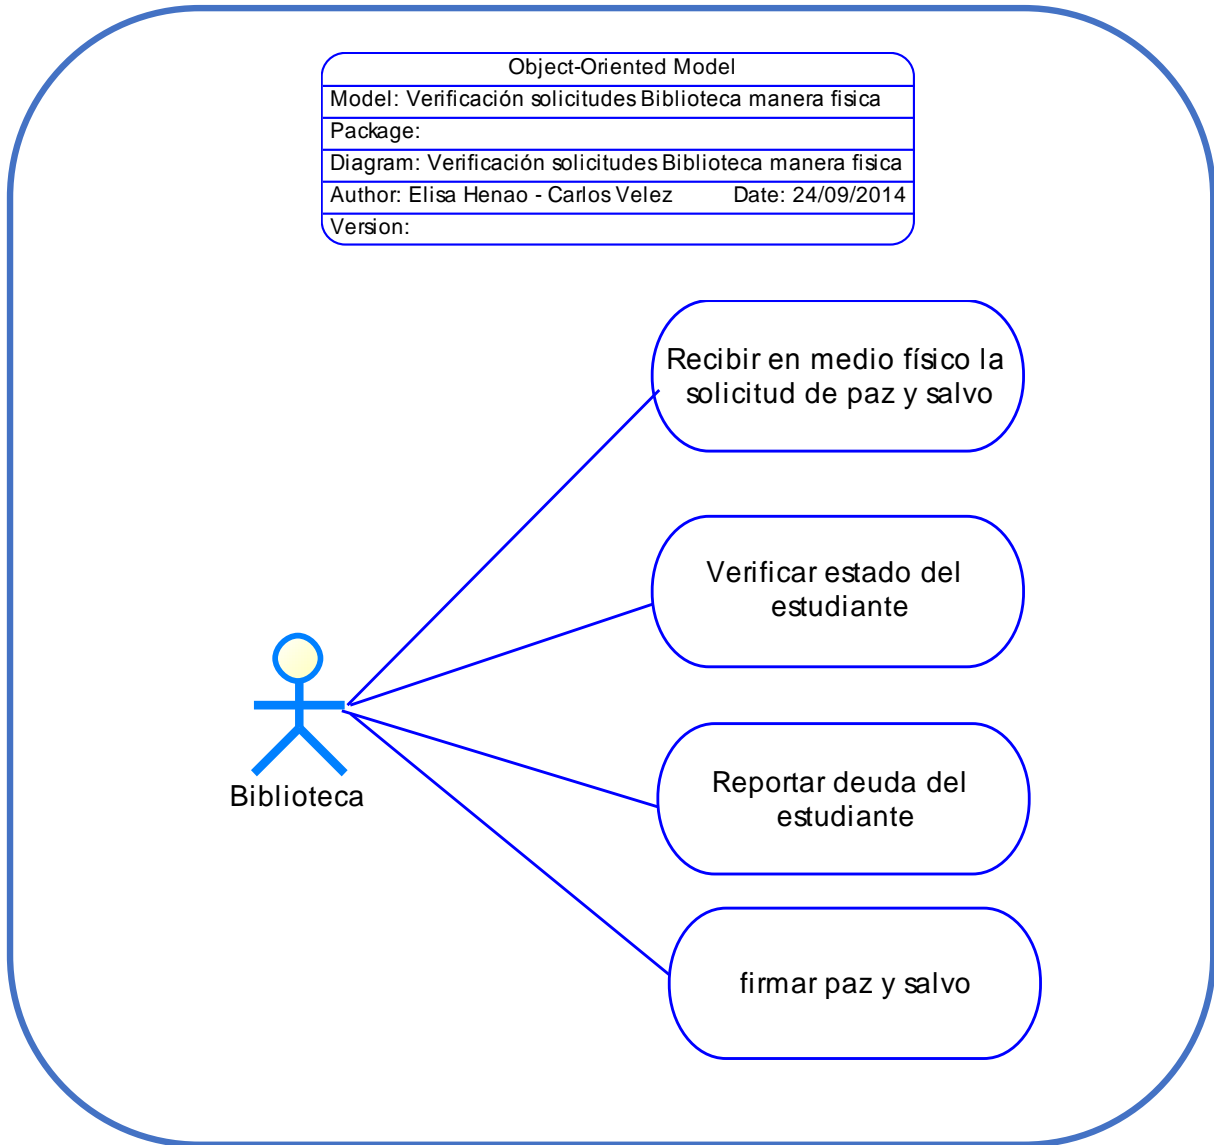 Object-Oriented Model
Model: Verificación solicitudes Biblioteca manera fisica
Package:
Diagram: Verificación solicitudes Biblioteca manera fisica
Author: Elisa Henao - Carlos Velez Date: 24/09/2014
Version:
Recibir en medio físico la
solicitud de paz y salvo
Verificar estado del
estudiante
Biblioteca
Reportar deuda del
estudiante
firmar paz y salvo